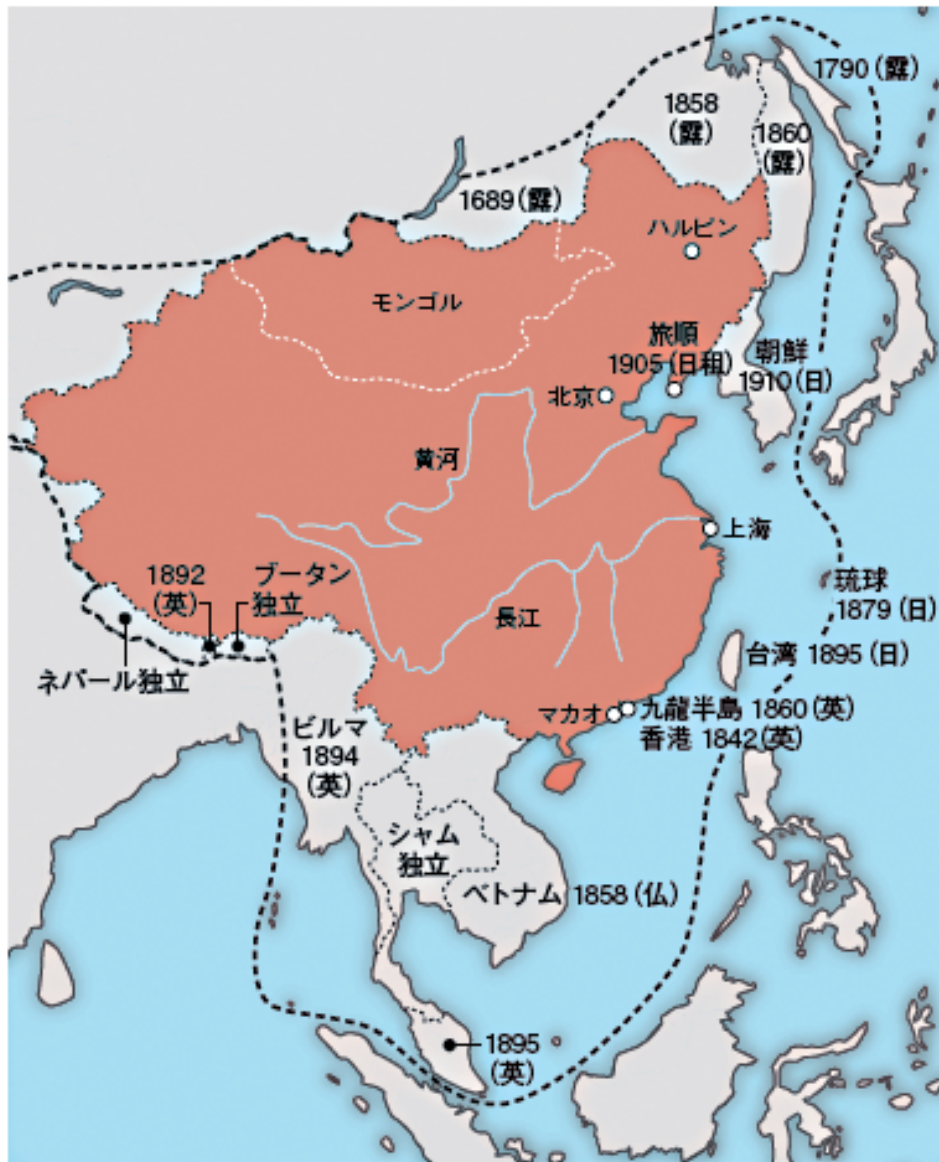 1790(露)
1858
(露)
1860
(露)
1689(露)
ハルピン
モンゴル
旅順
1905(日租)
朝鮮
1910(日)
北京
黄河
上海
1892
(英)
ブータン
独立
長江
琉球
1879(日)
台湾 1895(日)
ネパール独立
マカオ
九龍半島 1860(英)
香港 1842(英)
ビルマ
1894
(英)
シャム
独立
ベトナム 1858(仏)
1895
(英)